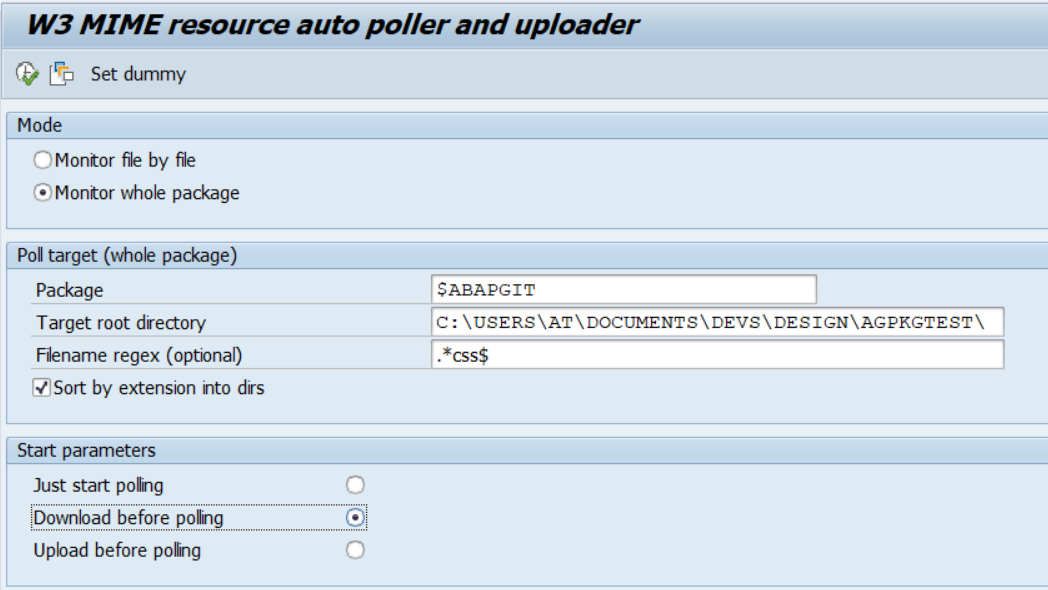 W3 MIME resource auto poller and uploader
Set dummy
Mode
Monitor file by file
Monitor whole package
Poll target (whole package)
Package $ABAPGIT
Target root directory C:\USERS\AT\DOCUMENTS\DEVS\DESIGN\AGPKGTEST\
Filename regex (optional) .*css$
Sort by extension into dirs
Start parameters
Just start polling
Download before polling
Upload before polling